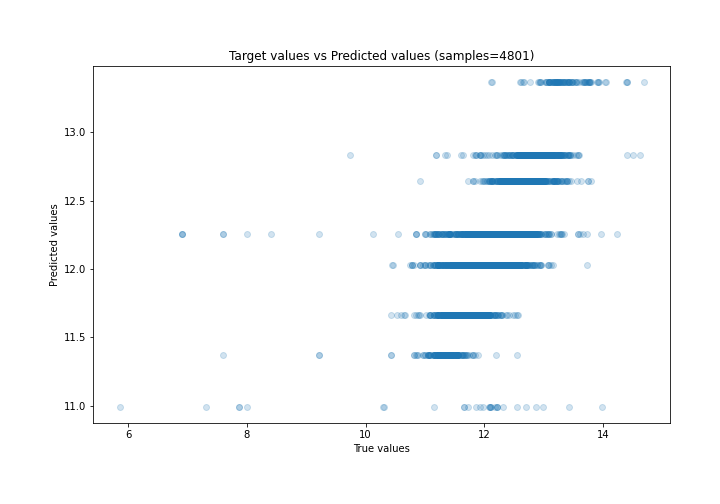 Target values vs Predicted values (samples=4801)
13.0
12.5
12.0
11.5
11.0
Predicted values
6 8 10 12 14
True values